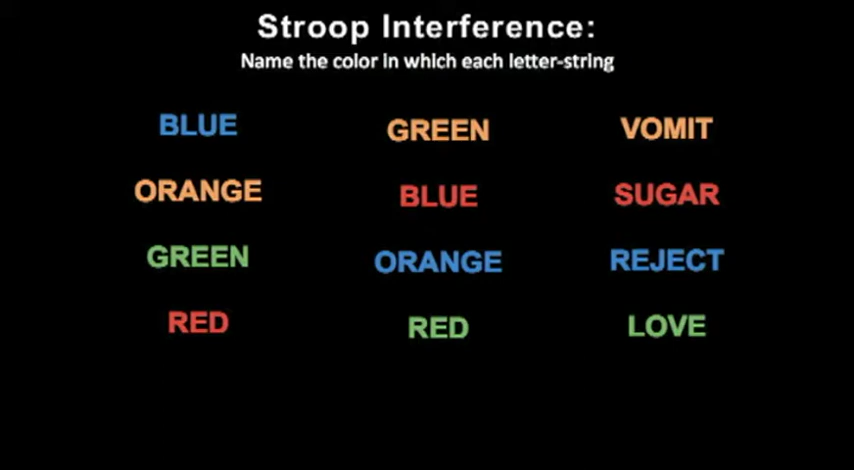 Stroop Interference:
Name the color in which each letter-string
BLUE GREEN VOMIT
ORANGE BLUE SUGAR
GREEN ORANGE REJECT
RED RED LOVE